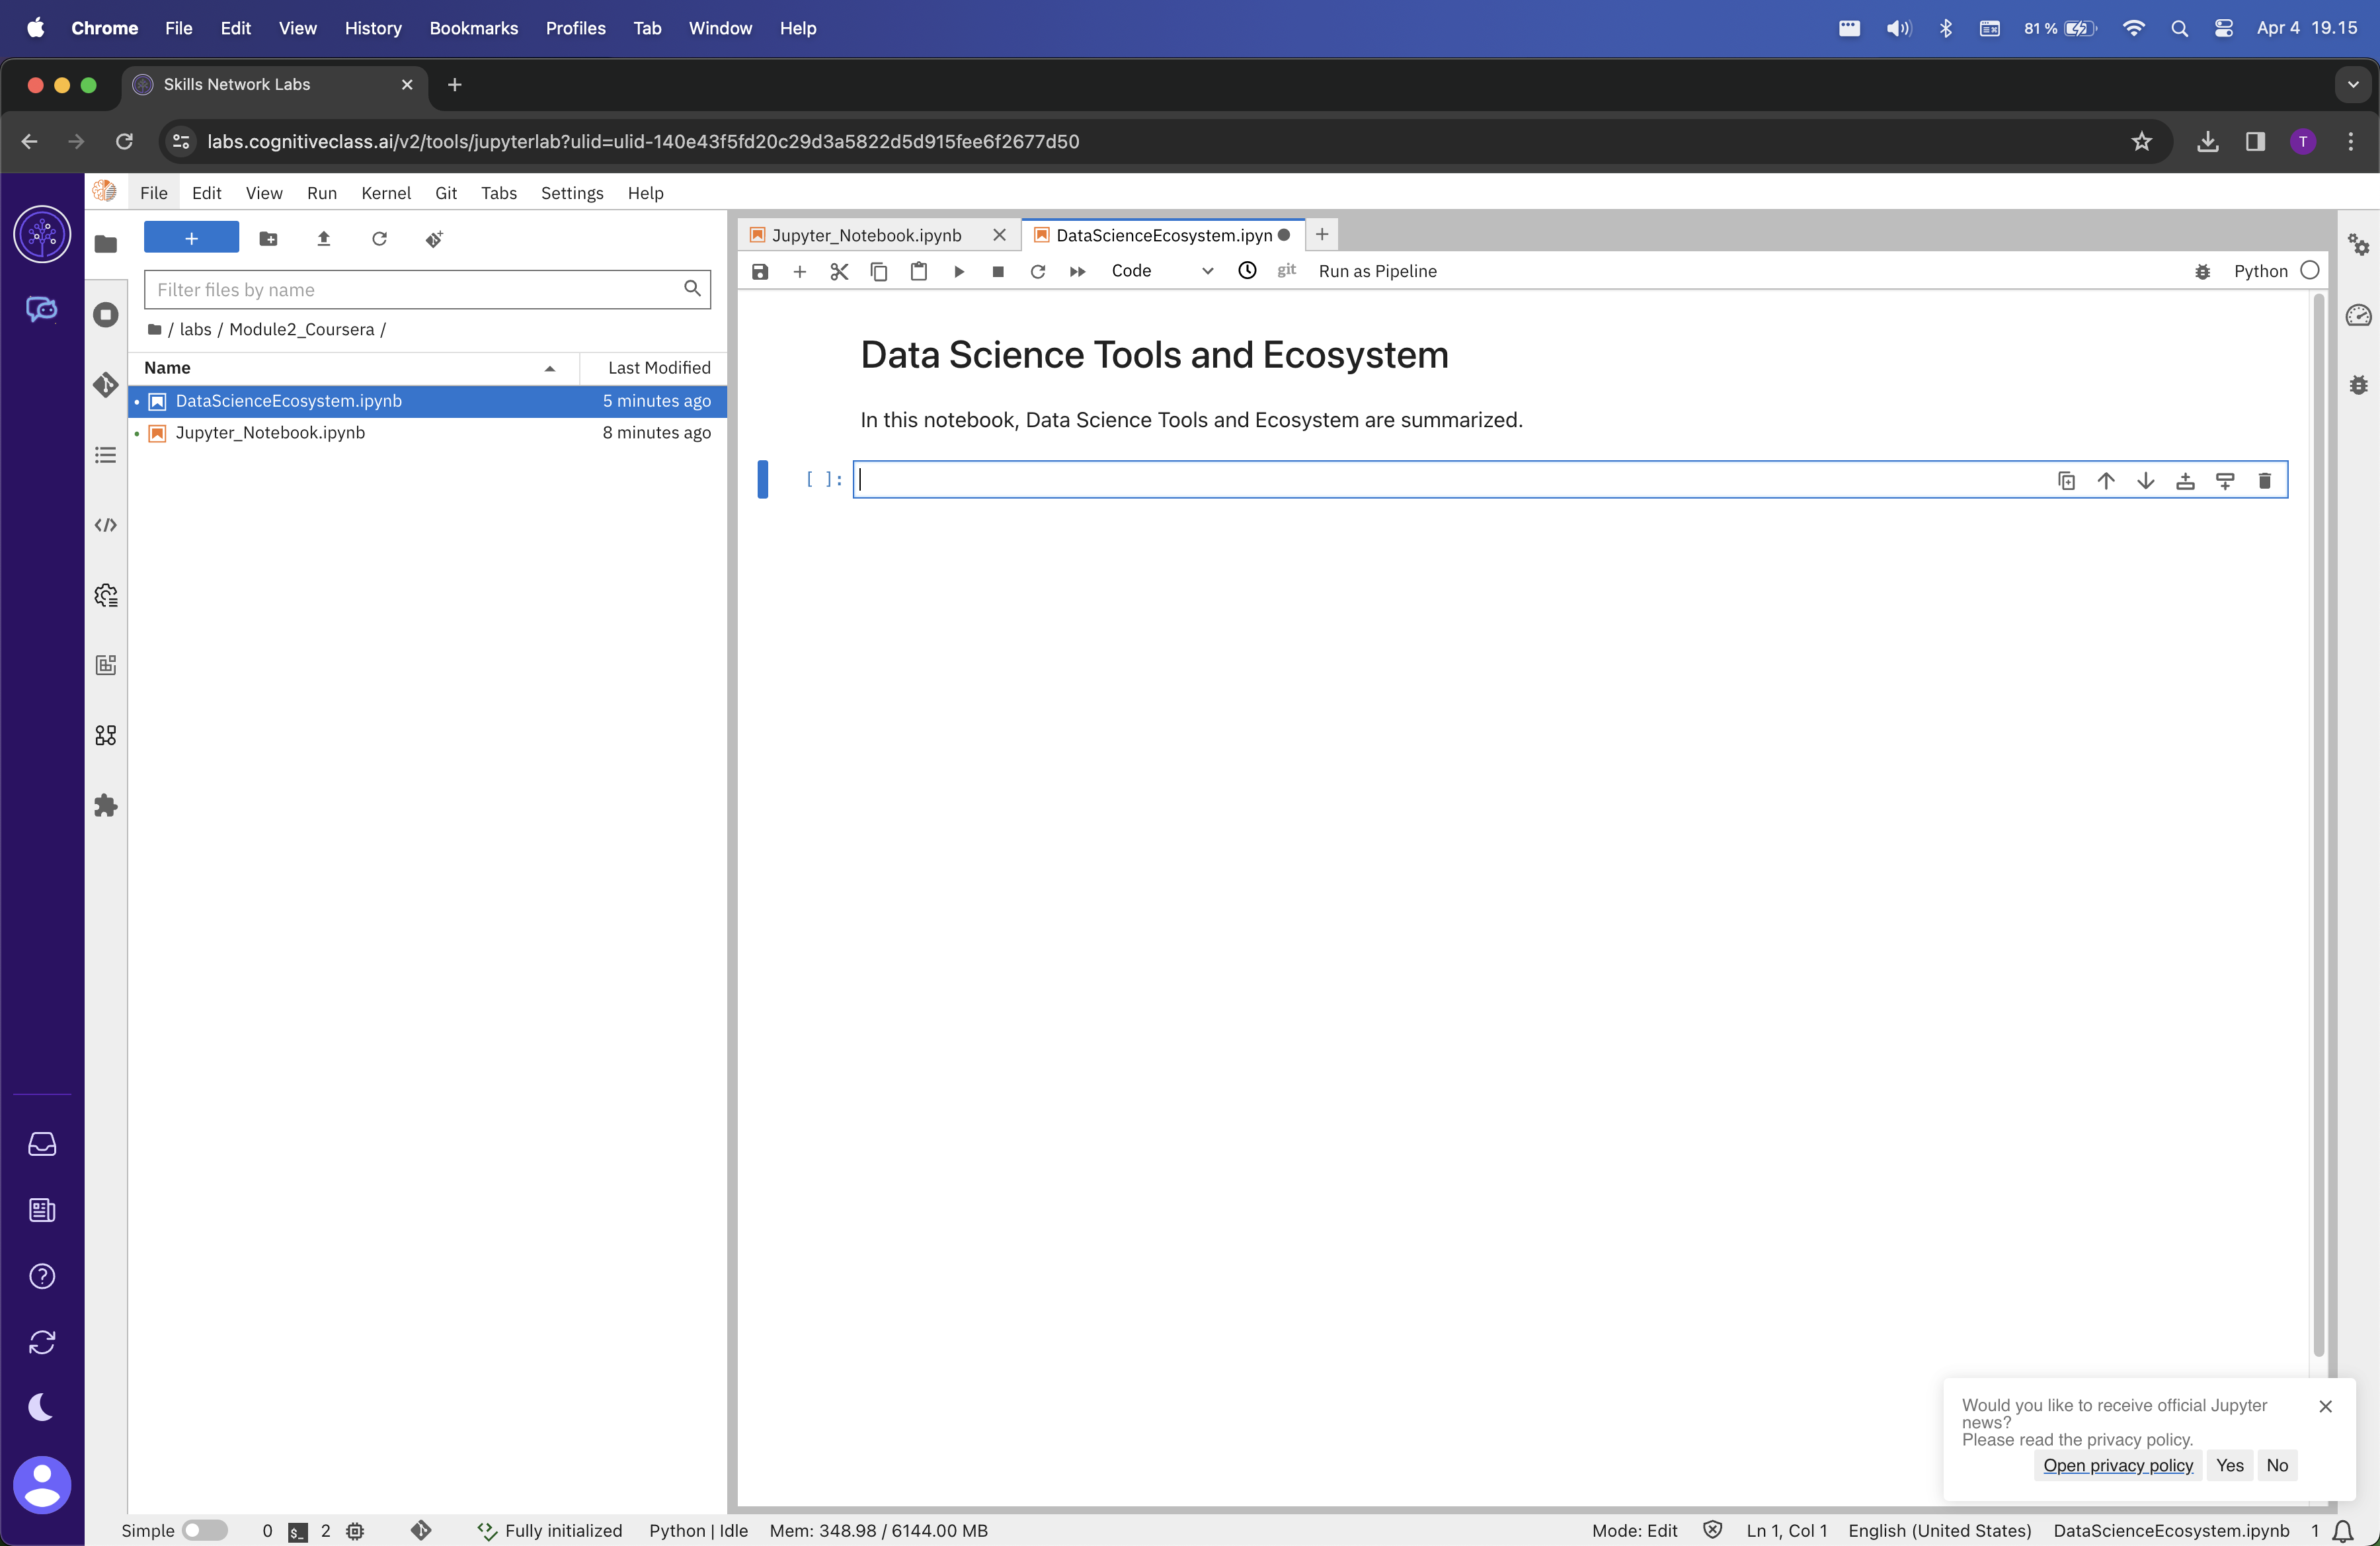 Chrome File Edit View History Bookmarks Profiles Tab Window Help 81 % Apr 4 19.15
Skills Network Labs
labs.cognitiveclass.ai/v2/tools/jupyterlab?ulid=ulid-140e43f5fd20c29d3a5822d5d915fee6f2677d50 T
File Edit View Run Kernel Git Tabs Settings Help
Filter files by name
/ labs / Module2_Coursera /
Name Last Modified
DataScienceEcosystem.ipynb 5 minutes ago
Jupyter_Notebook.ipynb 8 minutes ago
Jupyter_Notebook.ipynb DataScienceEcosystem.ipyn
Code git Run as Pipeline Python
Data Science Tools and Ecosystem
In this notebook, Data Science Tools and Ecosystem are summarized.
[ ]:
Would you like to receive official Jupyter
news?
Please read the privacy policy.
Open privacy policy Yes No
Simple 0 $_ 2 Fully initialized Python | Idle Mem: 348.98 / 6144.00 MB Mode: Edit Ln 1, Col 1 English (United States) DataScienceEcosystem.ipynb 1